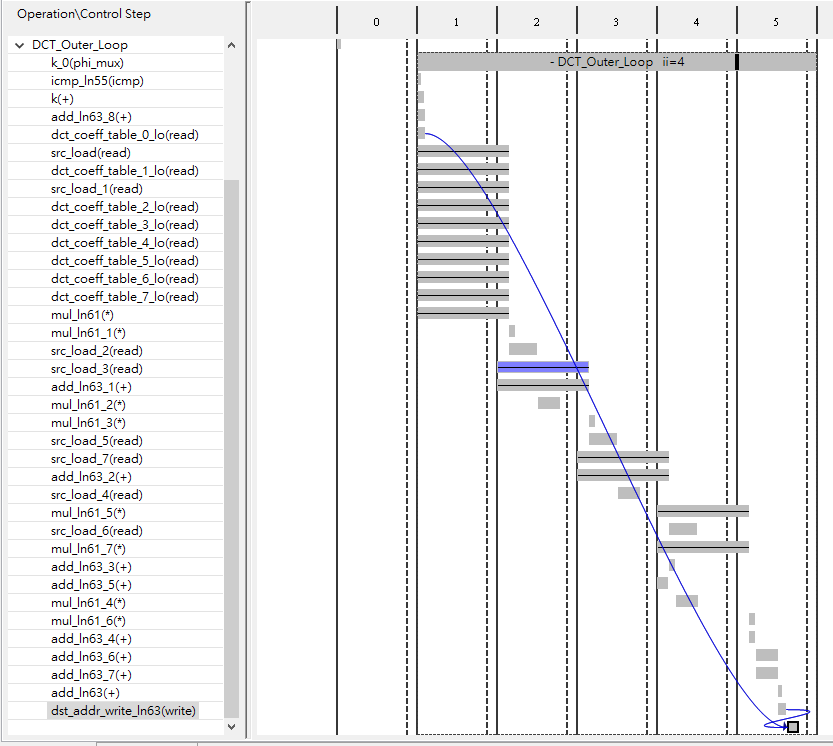 Operation\Control Step
0 1 2 3 4 5
DCT_Outer_Loop
- DCT_Outer_Loop ii=4
k_0(phi_mux)
icmp_ln55(icmp)
k(+)
add_ln63_8(+)
dct_coeff_table_0_lo(read)
src_load(read)
dct_coeff_table_1_lo(read)
src_load_1(read)
dct_coeff_table_2_lo(read)
dct_coeff_table_3_lo(read)
dct_coeff_table_4_lo(read)
dct_coeff_table_5_lo(read)
dct_coeff_table_6_lo(read)
dct_coeff_table_7_lo(read)
mul_ln61(*)
mul_ln61_1(*)
src_load_2(read)
src_load_3(read)
add_ln63_1(+)
mul_ln61_2(*)
mul_ln61_3(*)
src_load_5(read)
src_load_7(read)
add_ln63_2(+)
src_load_4(read)
mul_ln61_5(*)
src_load_6(read)
mul_ln61_7(*)
add_ln63_3(+)
add_ln63_5(+)
mul_ln61_4(*)
mul_ln61_6(*)
add_ln63_4(+)
add_ln63_6(+)
add_ln63_7(+)
add_ln63(+)
dst_addr_write_ln63(write)